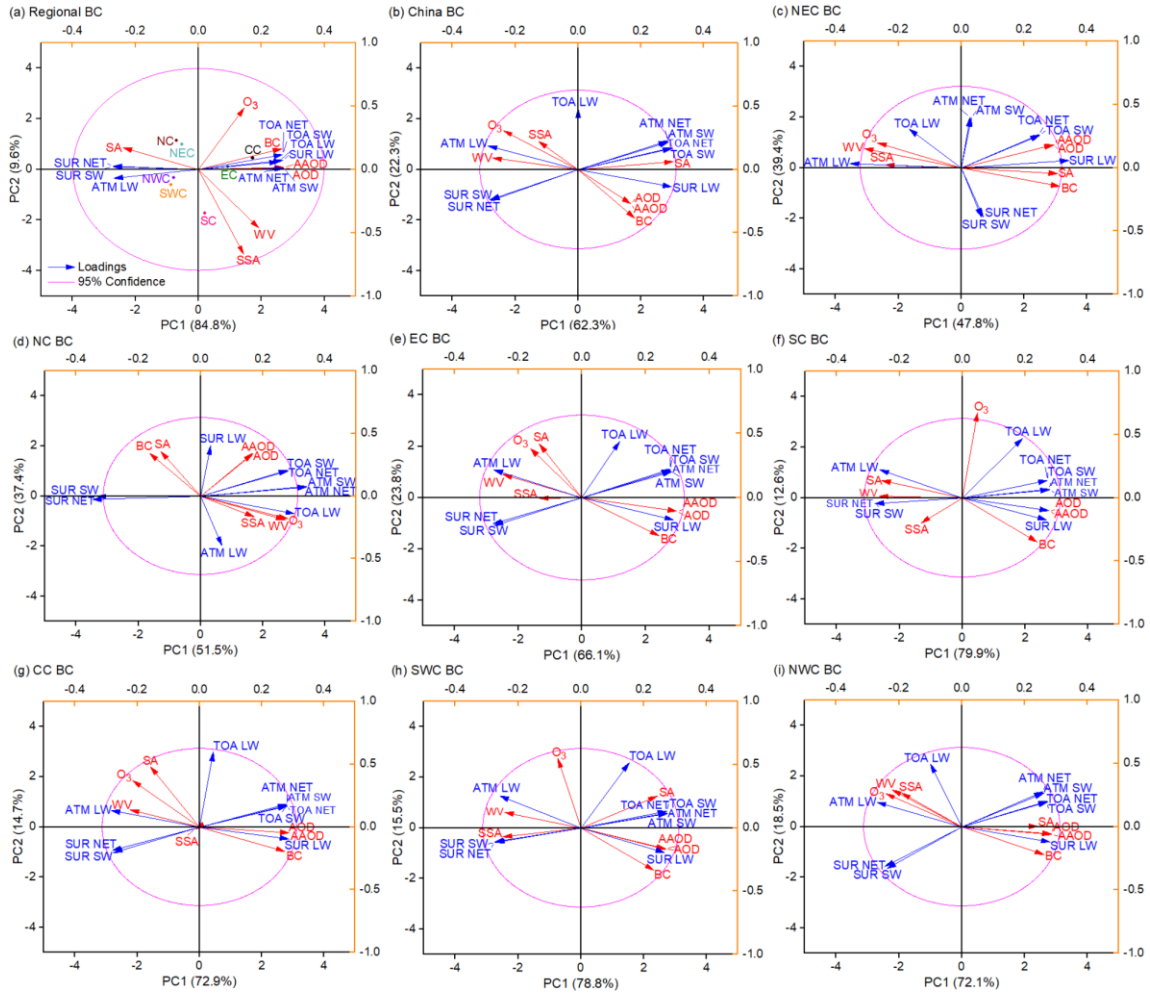 (a) Regional BC
-0.4 -0.2 0.0 0.2 0.4
1.0
4
O3
0.5
2
TOA NET
TOA SW
NC
BC
TOA LW
SA
NEC
CC
SUR LW
SUR NET
AAOD
0
0.0
SUR SW
EC
AOD
NWC
ATM NET
ATM LW
ATM SW
SWC
SC
-2
WV
-0.5
SSA
-4
Loadings
95% Confidence
-1.0
-4 -2 0 2 4
PC2 (9.6%)
PC1 (84.8%)
(b) China BC
-0.4 -0.2 0.0 0.2 0.4
1.0
4
TOA LW
0.5
2
O3
SSA
ATM NET
ATM SW
ATM LW
TOA NET
TOA SW
WV
SA
0
0.0
SUR LW
SUR SW
AOD
SUR NET
AAOD
-2
BC
-0.5
-4
-1.0
-4 -2 0 2 4
PC2 (22.3%)
PC1 (62.3%)
(c) NEC BC
-0.4 -0.2 0.0 0.2 0.4
1.0
4
ATM NET
0.5
2
TOA LW
ATM SW
TOA NET
O3
TOA SW
WV
AAOD
AOD
SSA
SUR LW
ATM LW
0
0.0
SA
BC
SUR NET
-2
SUR SW
-0.5
-4
-1.0
-4 -2 0 2 4
PC2 (39.4%)
PC1 (47.8%)
(d) NC BC
-0.4 -0.2 0.0 0.2 0.4
1.0
4
SUR LW
0.5
2
BC
SA
AAOD
AOD
TOA SW
TOA NET
ATM SW
SUR SW
ATM NET
SUR NET
0
0.0
TOA LW
SSA
O3
WV
-2
ATM LW
-0.5
-4
-1.0
-4 -2 0 2 4
PC2 (37.4%)
PC1 (51.5%)
(e) EC BC
-0.4 -0.2 0.0 0.2 0.4
1.0
4
O3
SA
TOA LW
0.5
2
TOA NET
ATM LW
TOA SW
WV
ATM NET
ATM SW
SSA
0
0.0
AAOD
AOD
SUR NET
SUR LW
SUR SW
BC
-2
-0.5
-4
-1.0
-4 -2 0 2 4
PC2 (23.8%)
PC1 (66.1%)
(f) SC BC
-0.4 -0.2 0.0 0.2 0.4
1.0
4
O3
TOA LW
0.5
2
ATM LW
TOA NET
SA
TOA SW
WV
ATM NET
ATM SW
SUR NET
0
0.0
SUR SW
AOD
AAOD
SSA
SUR LW
BC
-2
-0.5
-4
-1.0
-4 -2 0 2 4
PC2 (12.6%)
PC1 (79.9%)
(g) CC BC
-0.4 -0.2 0.0 0.2 0.4
1.0
4
TOA LW
SA
0.5
2
O3
ATM NET
WV
ATM SW
ATM LW
TOA NET
TOA SW
AOD
0
0.0
SUR NET
SSA
AAOD
SUR LW
SUR SW
BC
-2
-0.5
-4
-1.0
-4 -2 0 2 4
PC2 (14.7%)
PC1 (72.9%)
(h) SWC BC
-0.4 -0.2 0.0 0.2 0.4
1.0
4
O3
TOA LW
0.5
2
ATM LW
SA
TOA NET
TOA SW
WV
ATM NET
ATM SW
SSA
0
0.0
SUR SW
AAOD
SUR NET
AOD
SUR LW
BC
-2
-0.5
-4
-1.0
-4 -2 0 2 4
PC2 (15.5%)
PC1 (78.8%)
(i) NWC BC
-0.4 -0.2 0.0 0.2 0.4
1.0
4
TOA LW
0.5
2
WV
SSA
ATM NET
O3
ATM SW
ATM LW
TOA NET
TOA SW
SA
AOD
0
0.0
AAOD
SUR LW
BC
SUR NET
SUR SW
-2
-0.5
-4
-1.0
-4 -2 0 2 4
PC2 (18.5%)
PC1 (72.1%)